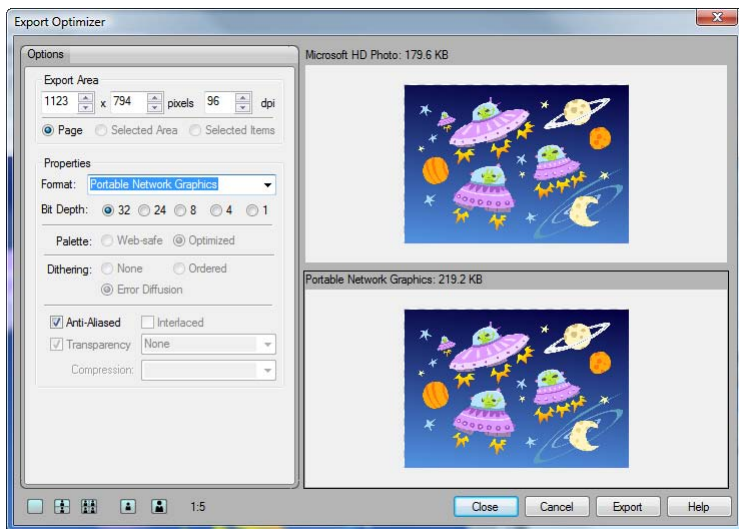 Export Optimizer
Options
Export Area
1123 x 794 pixels 96 dpi
Page Selected Area Selected Items
Properties
Format: Portable Network Graphics
Bit Depth: 32 24 8 4 1
Palette: Web-safe Optimized
Dithering: None Ordered
Error Diffusion
Anti-Aliased Interlaced
Transparency None
Compression:
Microsoft HD Photo: 179.6 KB
Portable Network Graphics: 219.2 KB
1:5
Close Cancel Export Help